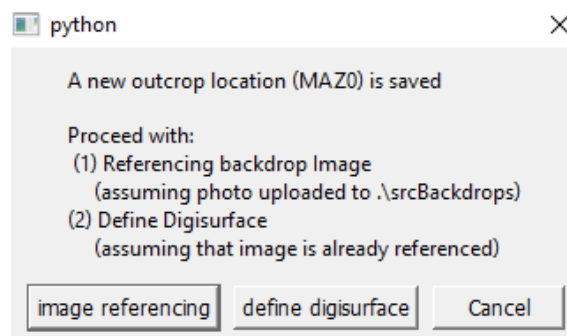 python
A new outcrop location (MAZ0) is saved
Proceed with:
(1) Referencing backdrop Image
(assuming photo uploaded to .\srcBackdrops)
(2) Define Digisurface
(assuming that image is already referenced)
image referencing define digisurface Cancel